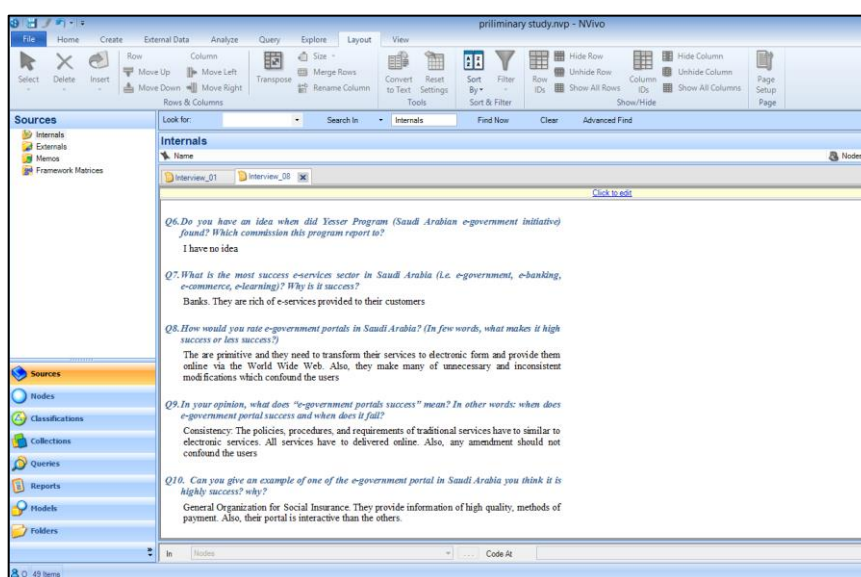 priliminary study.nvp - NVivo
File Home Create External Data Analyze Query Explore Layout View
Select
Delete
Insert
Row
Move Up
Move Down
Column
Move Left
Move Right
Rows & Columns
Transpose
Size
Merge Rows
Rename Column
Convert to Text
Reset Settings
Tools
Sort By
Filter
Sort & Filter
Row IDs
Hide Row
Unhide Row
Show All Rows
Column IDs
Hide Column
Unhide Column
Show All Columns
Show/Hide
Page Setup
Page
Sources
Internals
Externals
Memos
Framework Matrices
Look for: Search In Internals Find Now Clear Advanced Find
Internals
Name Nodes
Interview_01 Interview_08
Click to edit
Q6. Do you have an idea when did Yesser Program (Saudi Arabian e-government initiative)
found? Which commission this program report to?
I have no idea
Q7. What is the most success e-services sector in Saudi Arabia (I.e. e-government, e-banking,
e-commerce, e-learning)? Why is it success?
Banks. They are rich of e-services provided to their customers
Q8. How would you rate e-government portals in Saudi Arabia? (In few words, what makes it high
success or less success?)
The are primitive and they need to transform their services to electronic form and provide them
online via the World Wide Web. Also, they make many of unnecessary and inconsistent
modifications which confound the users
Q9. In your opinion, what does “e-government portals success” mean? In other words: when does
e-government portal success and when does it fail?
Consistency: The policies, procedures, and requirements of traditional services have to similar to
electronic services. All services have to delivered online. Also, any amendment should not
confound the users
Q10. Can you give an example of one of the e-government portal in Saudi Arabia you think it is
highly success? why?
General Organization for Social Insurance. They provide information of high quality, methods of
payment. Also, their portal is interactive than the others.
Sources
Nodes
Classifications
Collections
Queries
Reports
Models
Folders
In Nodes ... Code At
49 Items